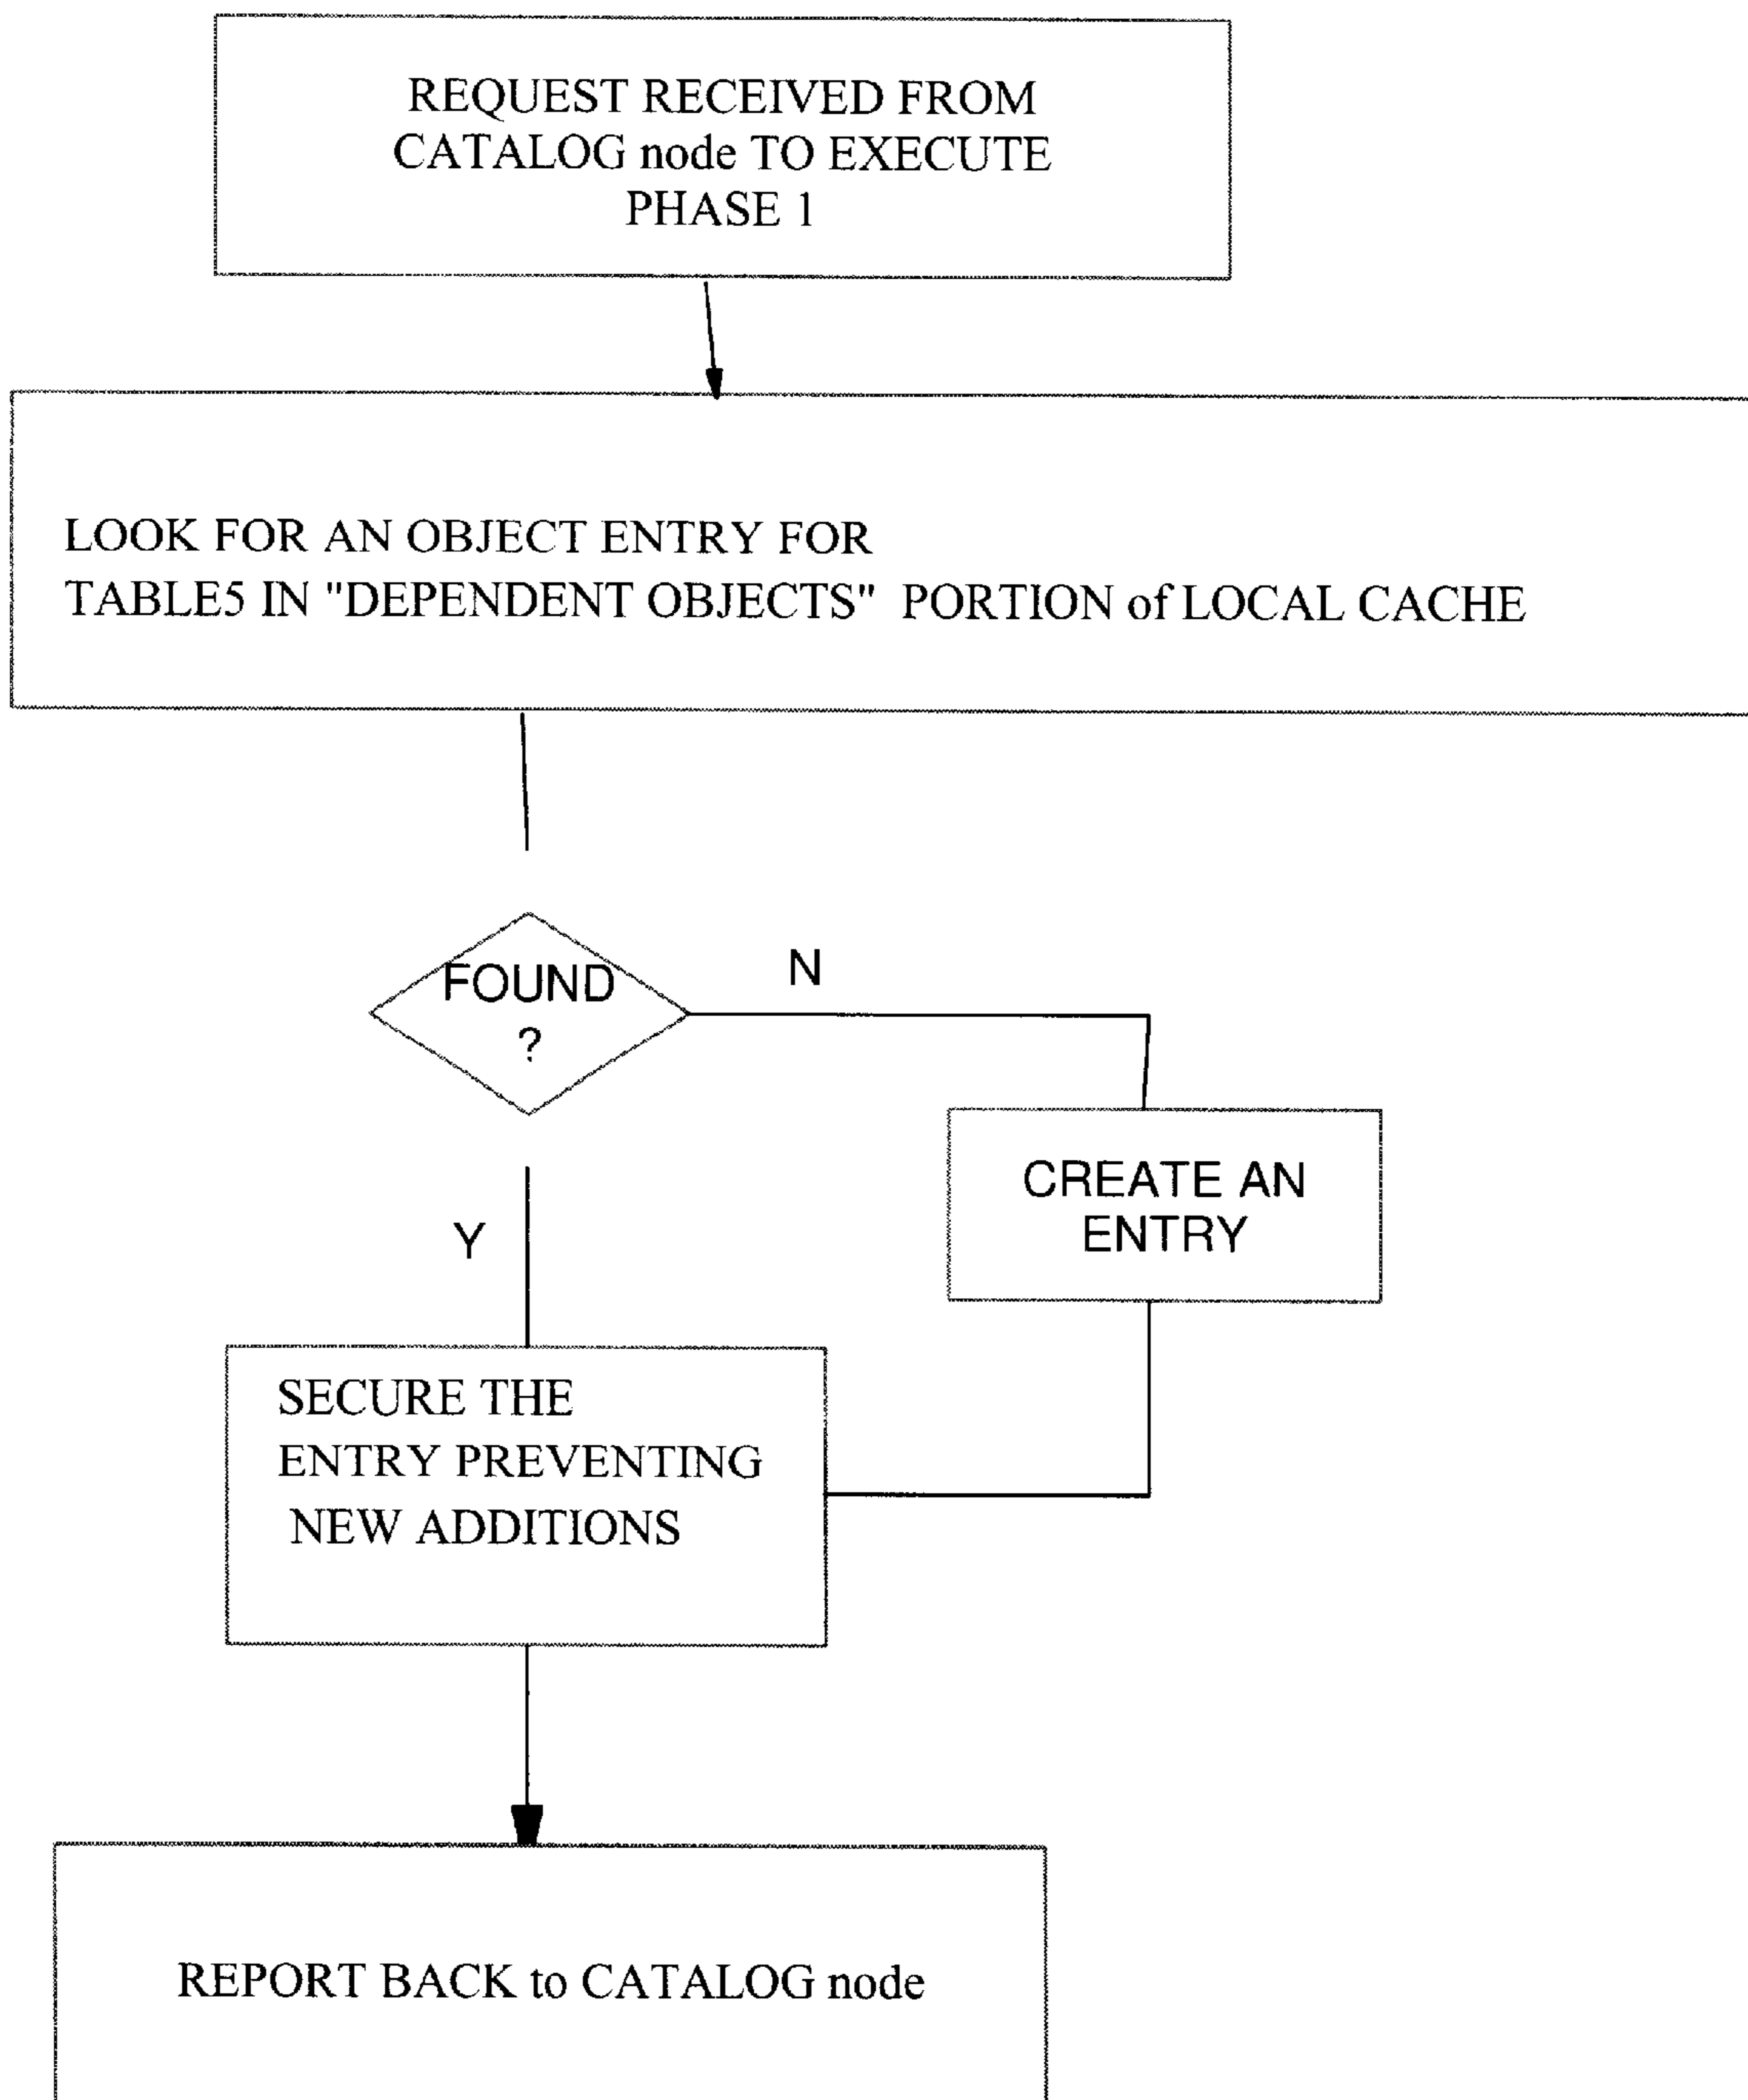 REQUEST RECEIVED FROM
CATALOG node TO EXECUTE
PHASE 1
LOOK FOR AN OBJECT ENTRY FOR
TABLE5 IN "DEPENDENT OBJECTS" PORTION of LOCAL CACHE
FOUND
?
N
CREATE AN
ENTRY
Y
SECURE THE
ENTRY PREVENTING
NEW ADDITIONS
REPORT BACK to CATALOG node